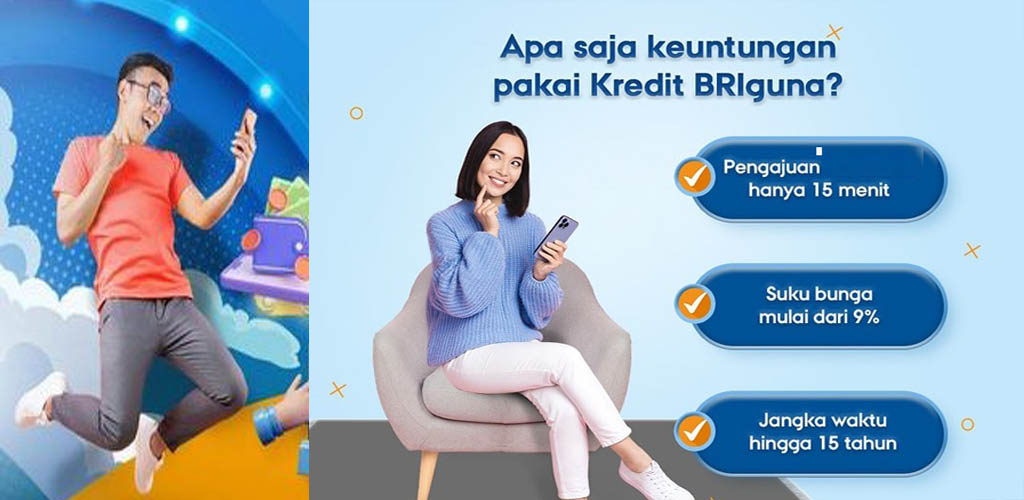 Apa saja keuntungan
pakai Kredit BRIguna?
Pengajuan
hanya 15 menit
Suku bunga
mulai dari 9%
Jangka waktu
hingga 15 tahun